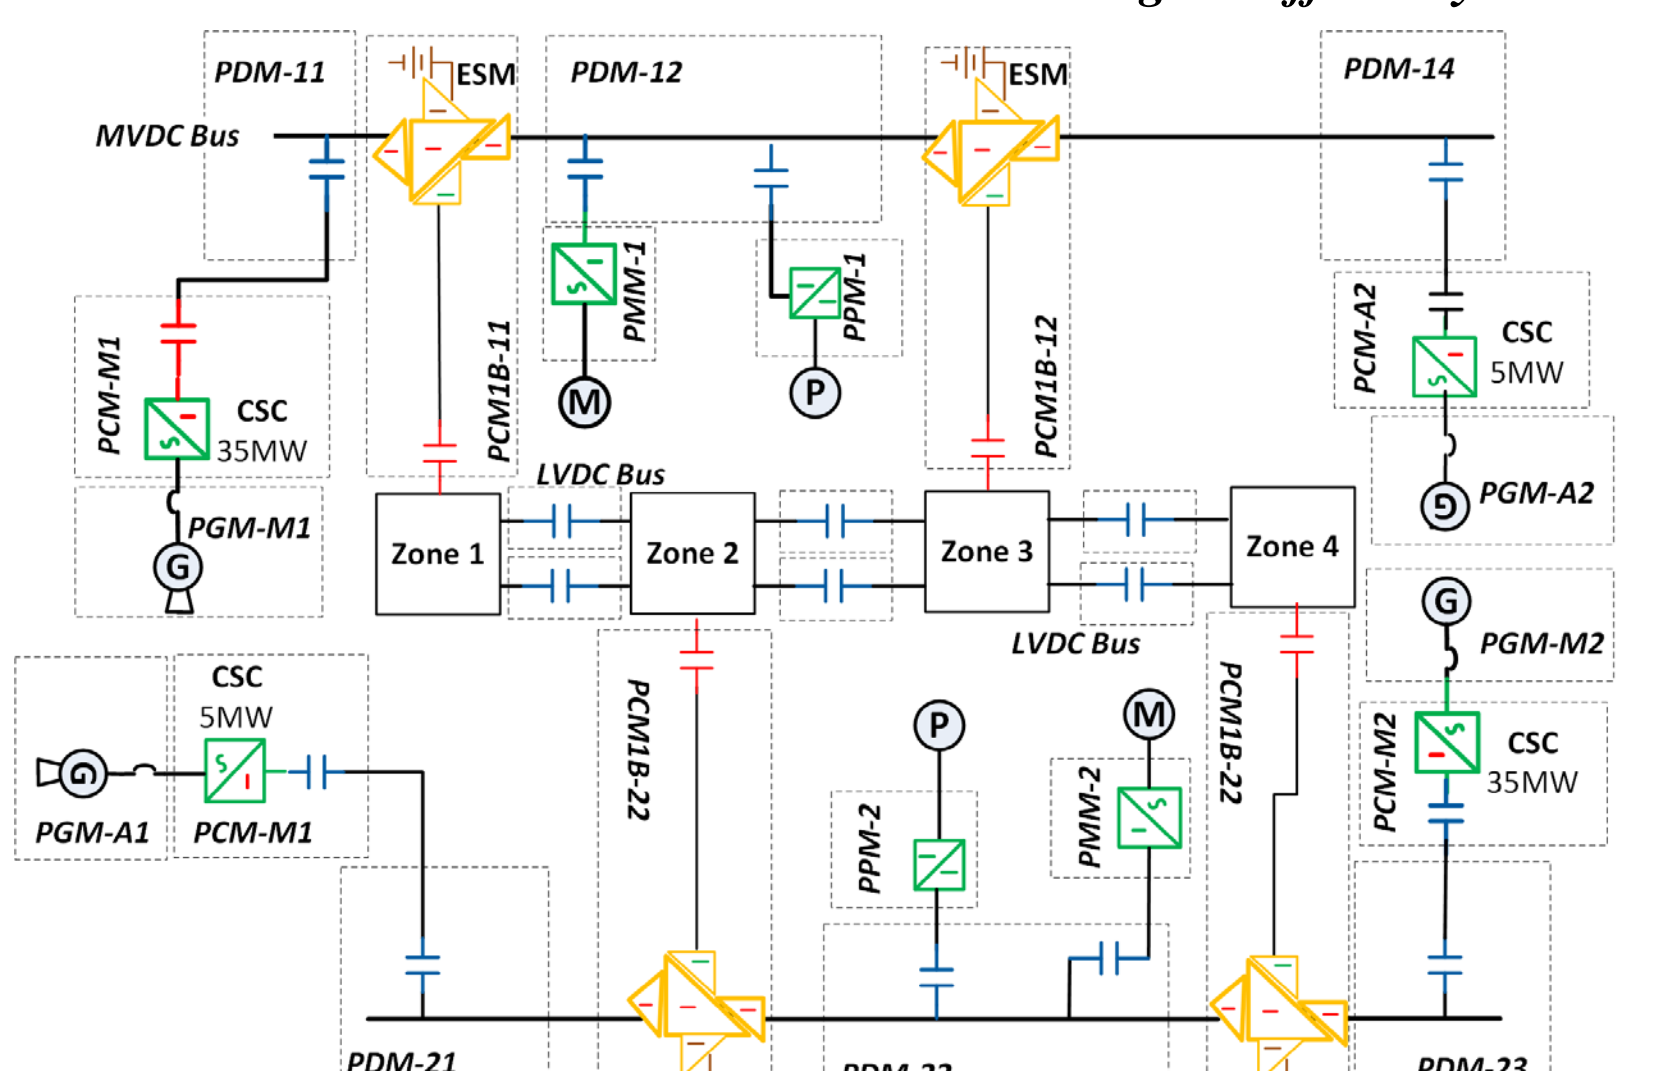 PDM-11
ESM
PDM-12
ESM
PDM-14
MVDC Bus
PCM-M1
CSC
35MW
PCM1B-11
PMM-1
PPM-1
M
P
PCM1B-12
PCM-A2
CSC
5MW
PGM-A2
G
LVDC Bus
PGM-M1
G
Zone 1
Zone 2
Zone 3
Zone 4
LVDC Bus
G
PGM-M2
CSC
5MW
G
PGM-A1
PCM-M1
PCM1B-22
P
M
PPM-2
PMM-2
PCM1B-22
PCM-M2
CSC
35MW
PDM-21
PDM-23